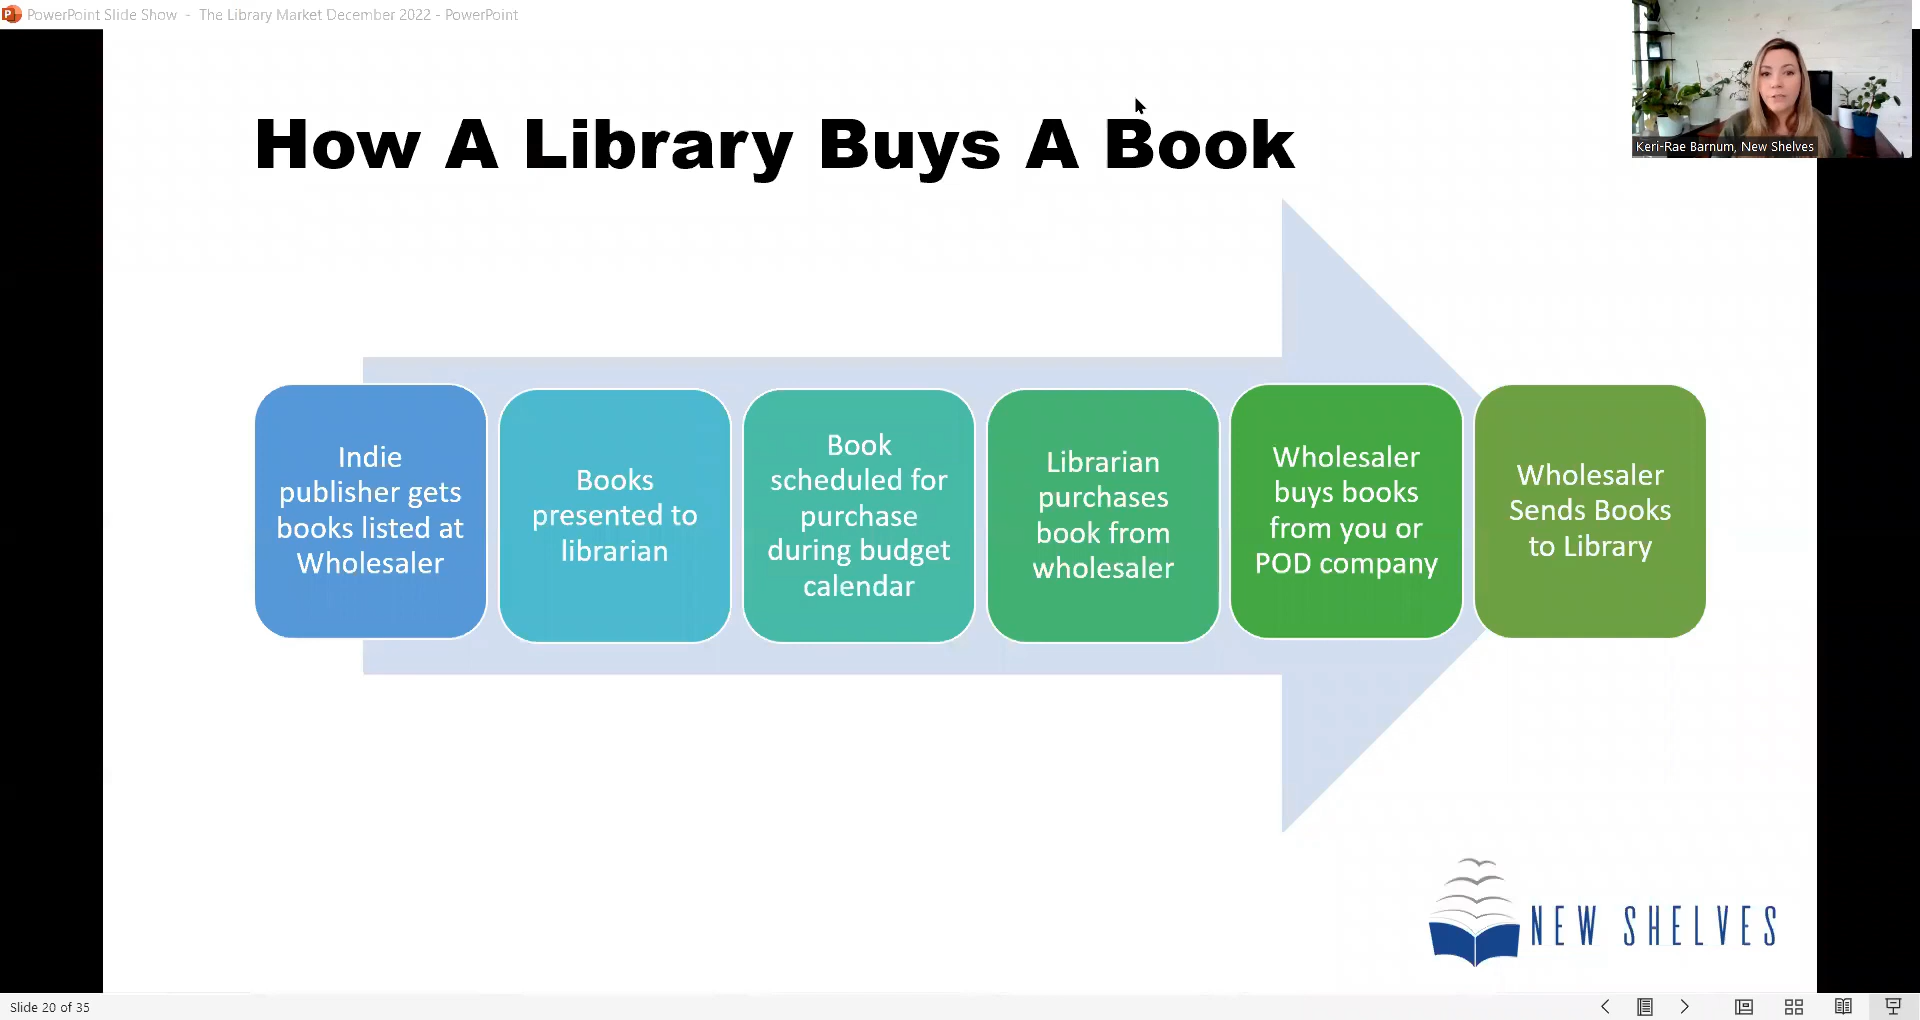 PowerPoint Slide Show - The Library Market December 2022 - PowerPoint
Keri-Rae Barnum, New Shelves
How A Library Buys A Book
Indie
publisher gets
books listed at
Wholesaler
Books
presented to
librarian
Book
scheduled for
purchase
during budget
calendar
Librarian
purchases
book from
wholesaler
Wholesaler
buys books
from you or
POD company
Wholesaler
Sends Books
to Library
NEW SHELVES
Slide 20 of 35